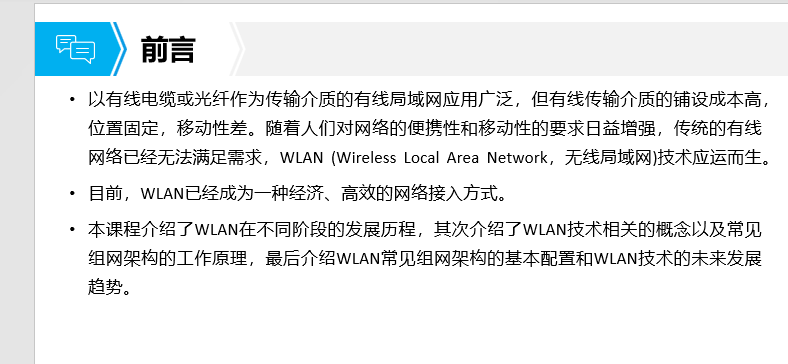 前言
• 以有线电缆或光纤作为传输介质的有线局域网应用广泛，但有线传输介质的铺设成本高，
位置固定，移动性差。随着人们对网络的便携性和移动性的要求日益增强，传统的有线
网络已经无法满足需求，WLAN (Wireless Local Area Network，无线局域网)技术应运而生。
• 目前，WLAN已经成为一种经济、高效的网络接入方式。
• 本课程介绍了WLAN在不同阶段的发展历程，其次介绍了WLAN技术相关的概念以及常见
组网架构的工作原理，最后介绍WLAN常见组网架构的基本配置和WLAN技术的未来发展
趋势。